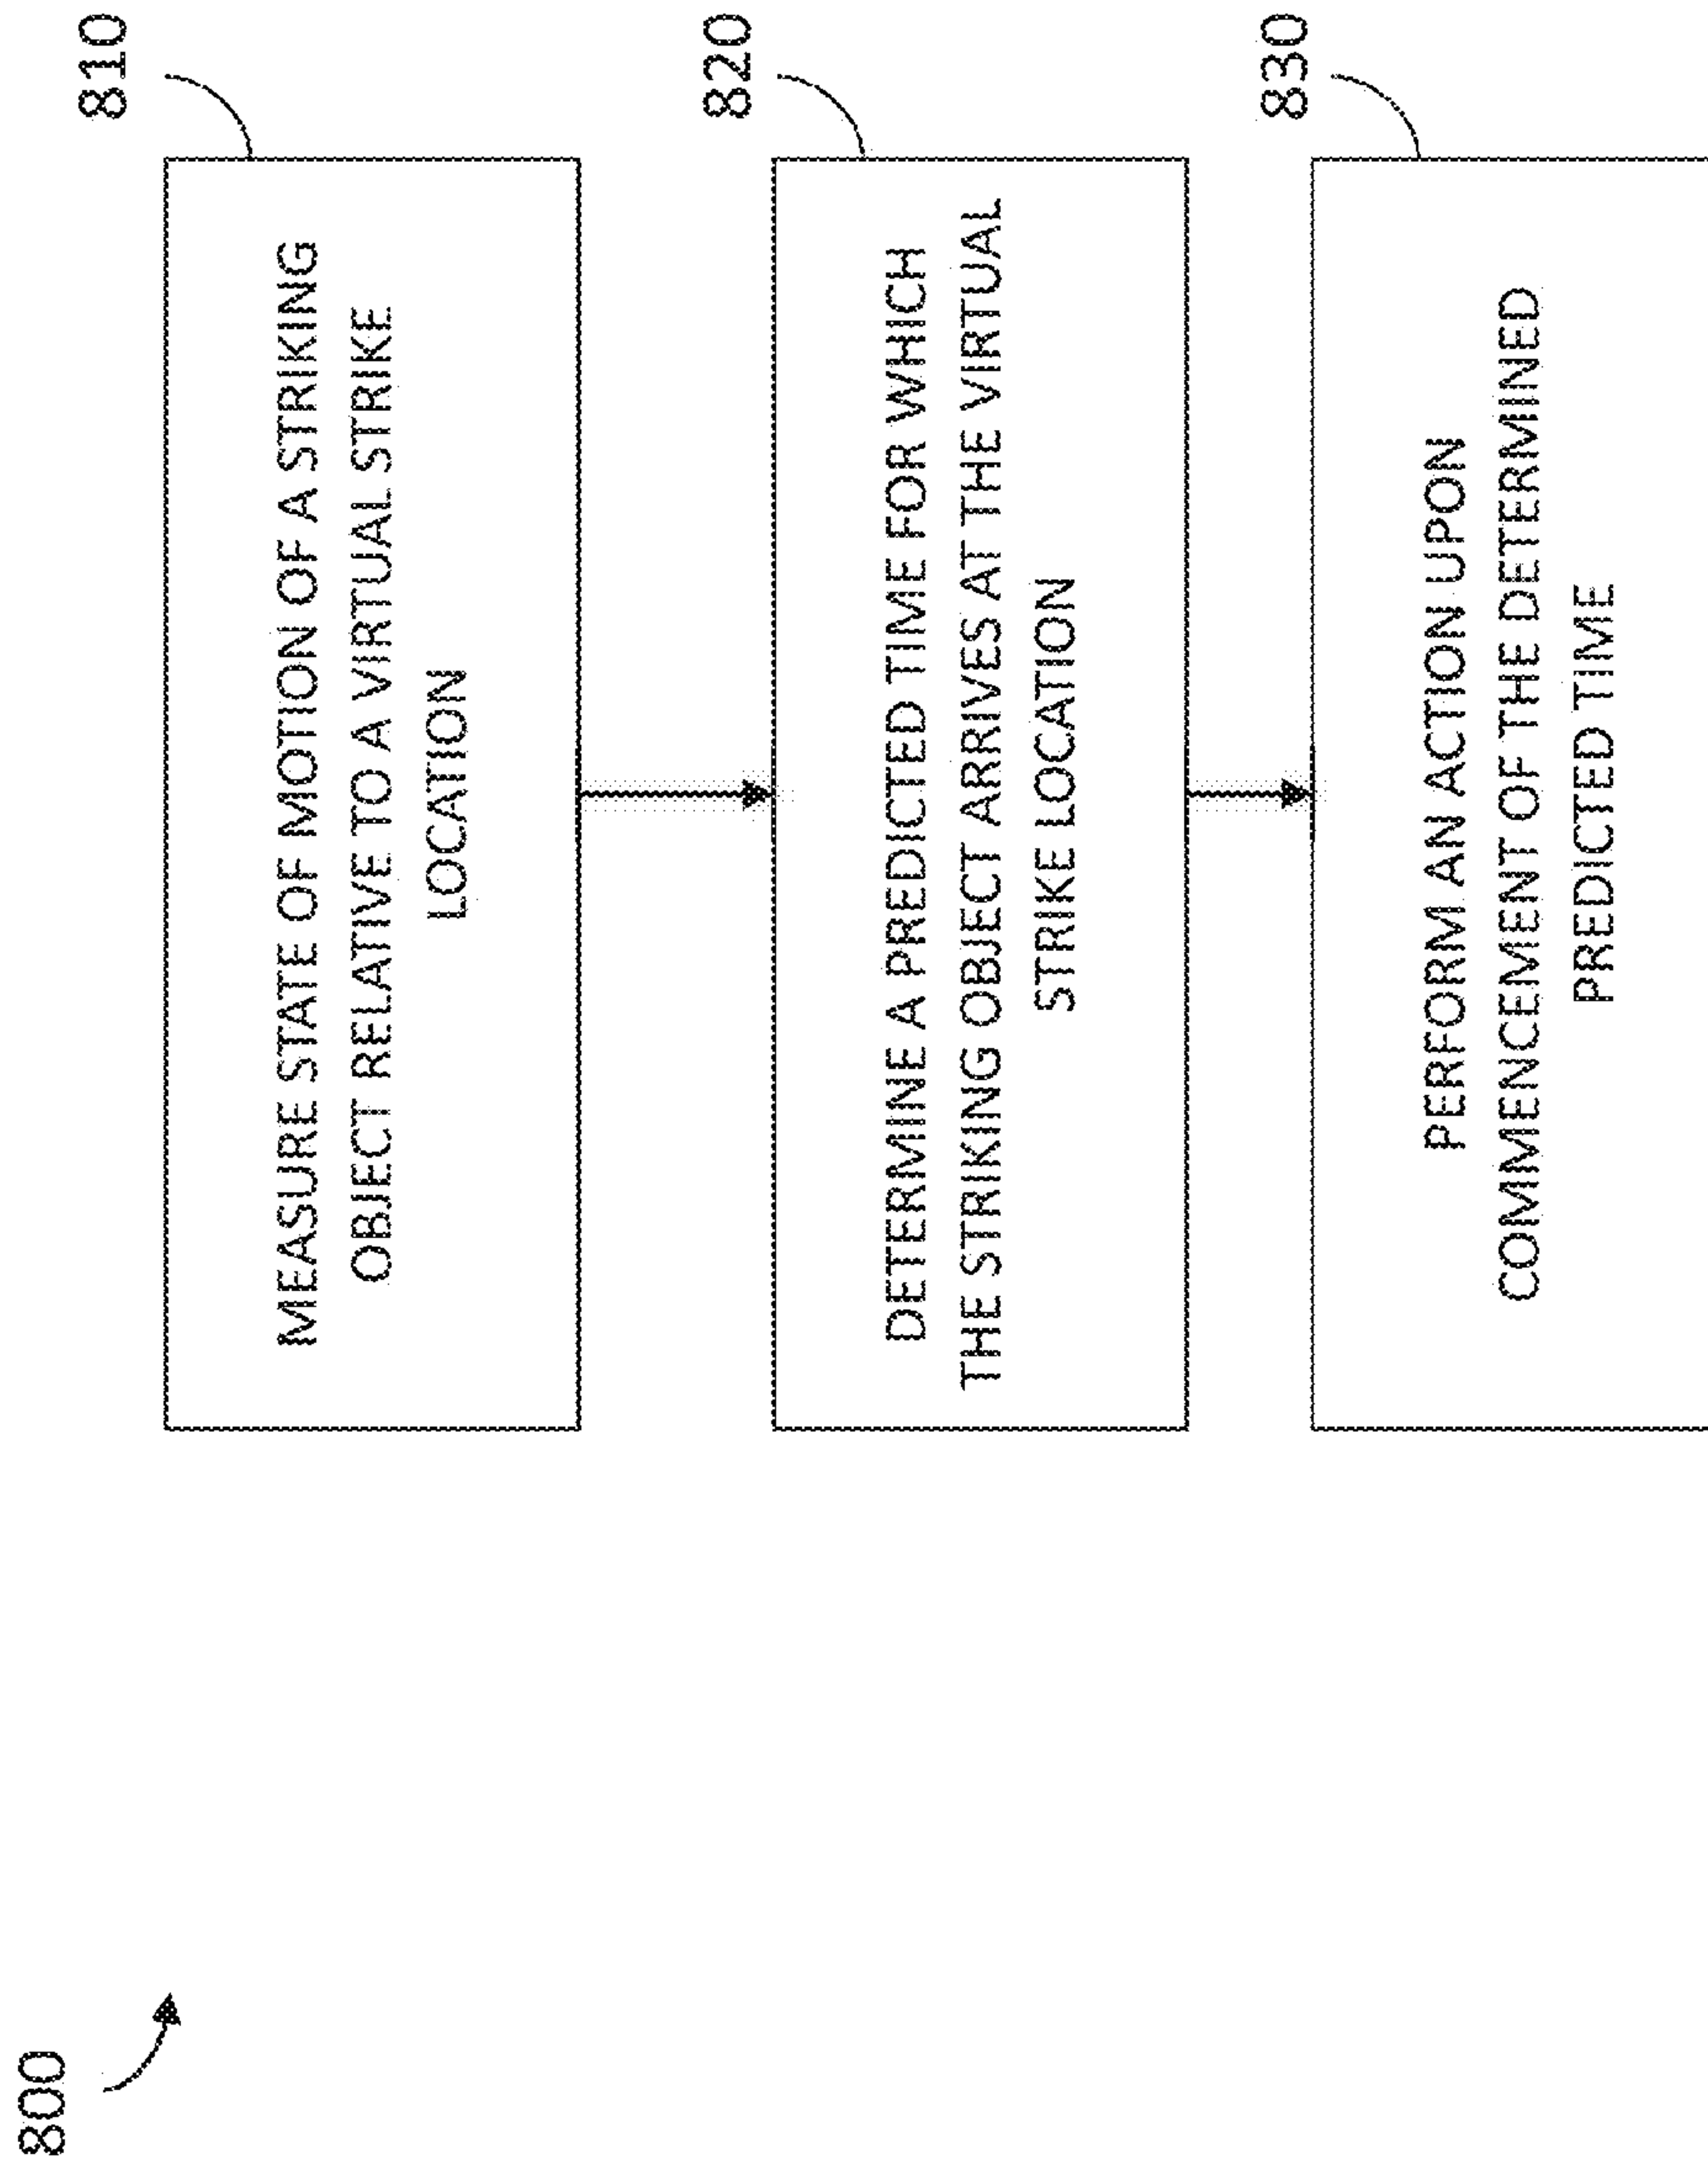 800
810
MEASURE STATE OF MOTION OF A STRIKING
OBJECT RELATIVE TO A VIRTUAL STRIKE
LOCATION
820
DETERMINE A PREDICTED TIME FOR WHICH
THE STRIKING OBJECT ARRIVES AT THE VIRTUAL
STRIKE LOCATION
830
PERFORM AN ACTION UPON
COMMENCEMENT OF THE DETERMINED
PREDICTED TIME